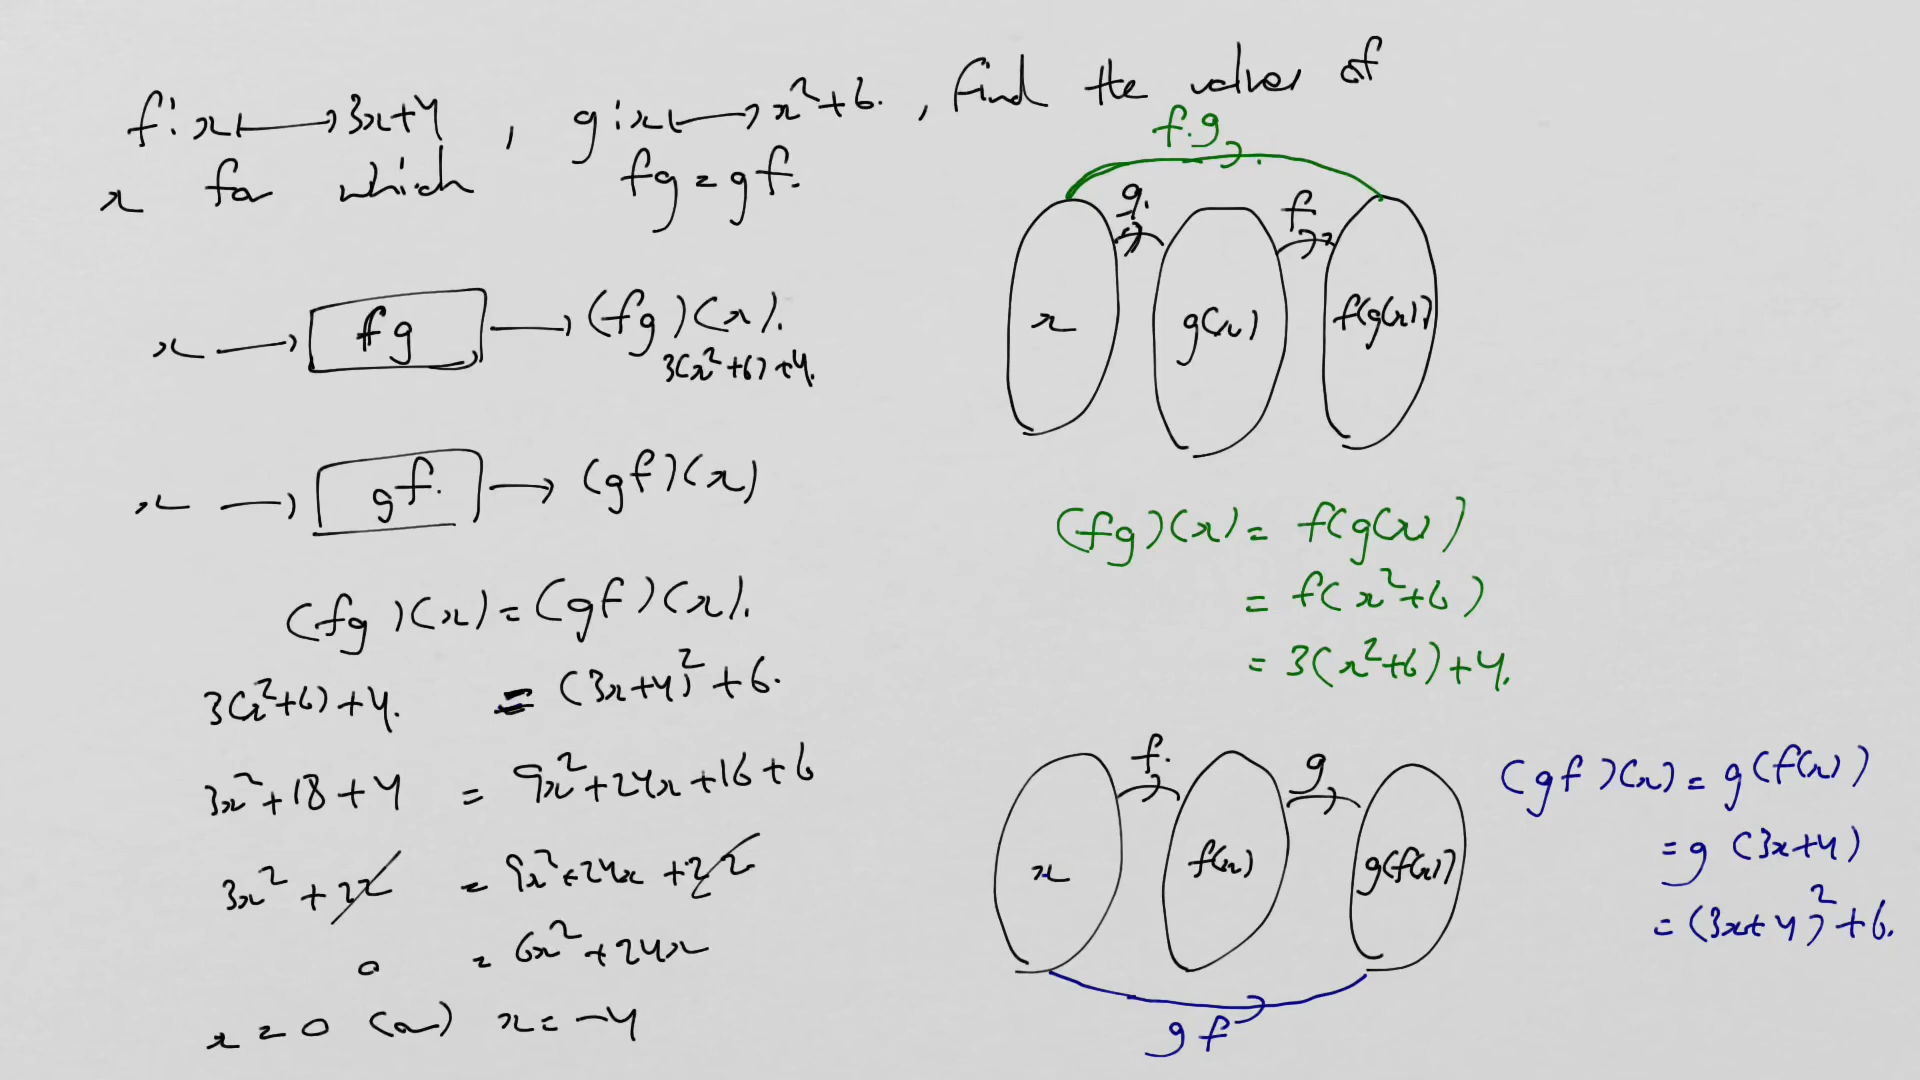 f : x ↦ 3x+4 , g : x ↦ x²+6. , find the values of
x for which fg = gf.
x → fg → (fg)(x).
3(x²+6)+4.
x → gf. → (gf)(x)
(fg)(x) = (gf)(x).
3(x²+6)+4. = (3x+4)²+6.
3x²+18+4 = 9x²+24x+16+6
3x²+22 = 9x²+24x+22
0 = 6x²+24x
x = 0 (or) x = -4
f.g
g. f
x g(x) f(g(x))
(fg)(x) = f(g(x))
= f(x²+6)
= 3(x²+6)+4.
f. g
x f(x) g(f(x))
gf
(gf)(x) = g(f(x))
= g (3x+4)
= (3x+4)²+6.